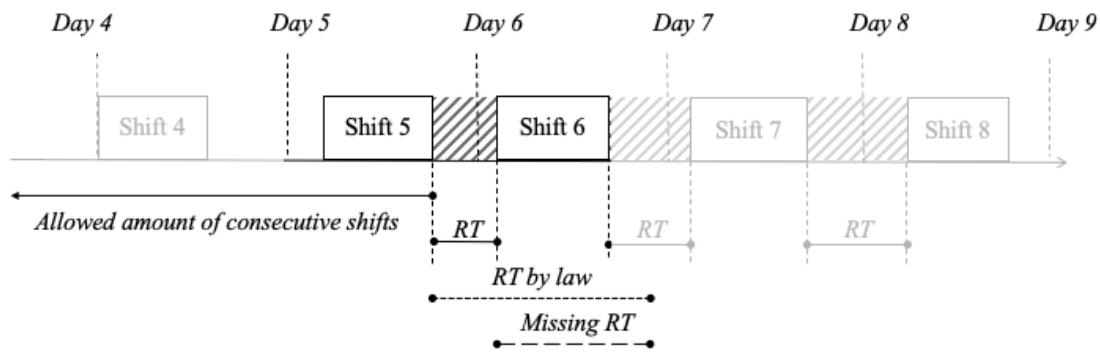 Day 4 Day 5 Day 6 Day 7 Day 8 Day 9
Shift 4 Shift 5 Shift 6 Shift 7 Shift 8
Allowed amount of consecutive shifts
RT RT RT
RT by law
Missing RT